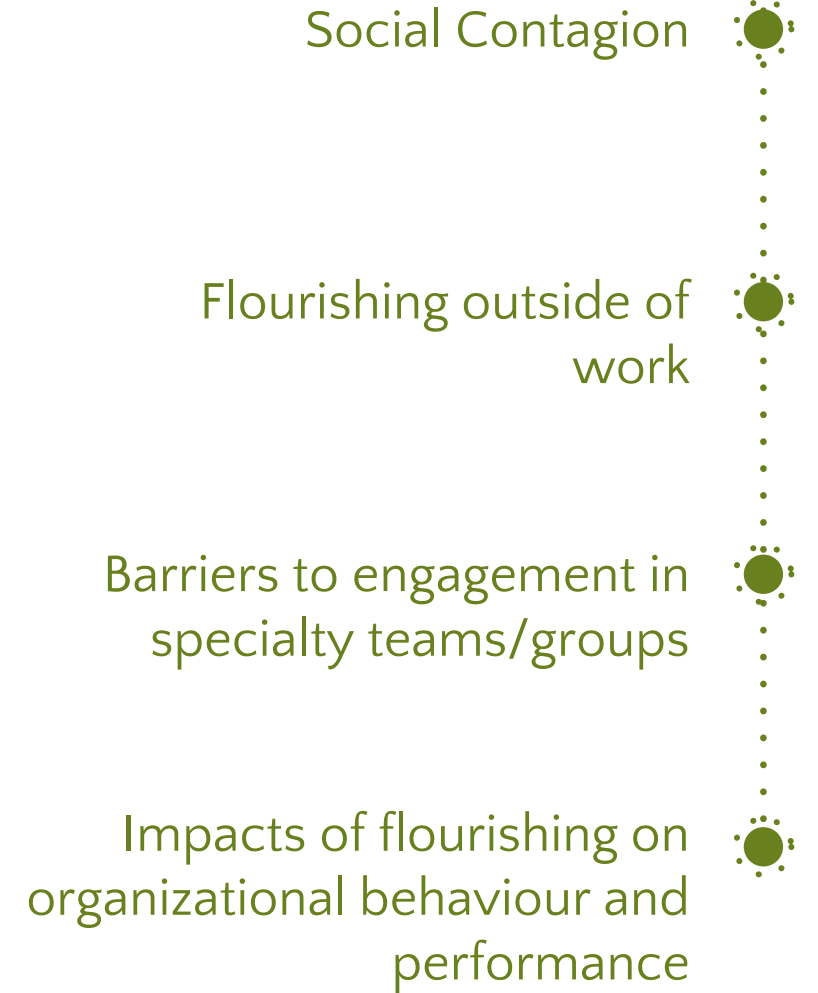 Social Contagion
Flourishing outside of
work
Barriers to engagement in
specialty teams/groups
Impacts of flourishing on
organizational behaviour and
performance